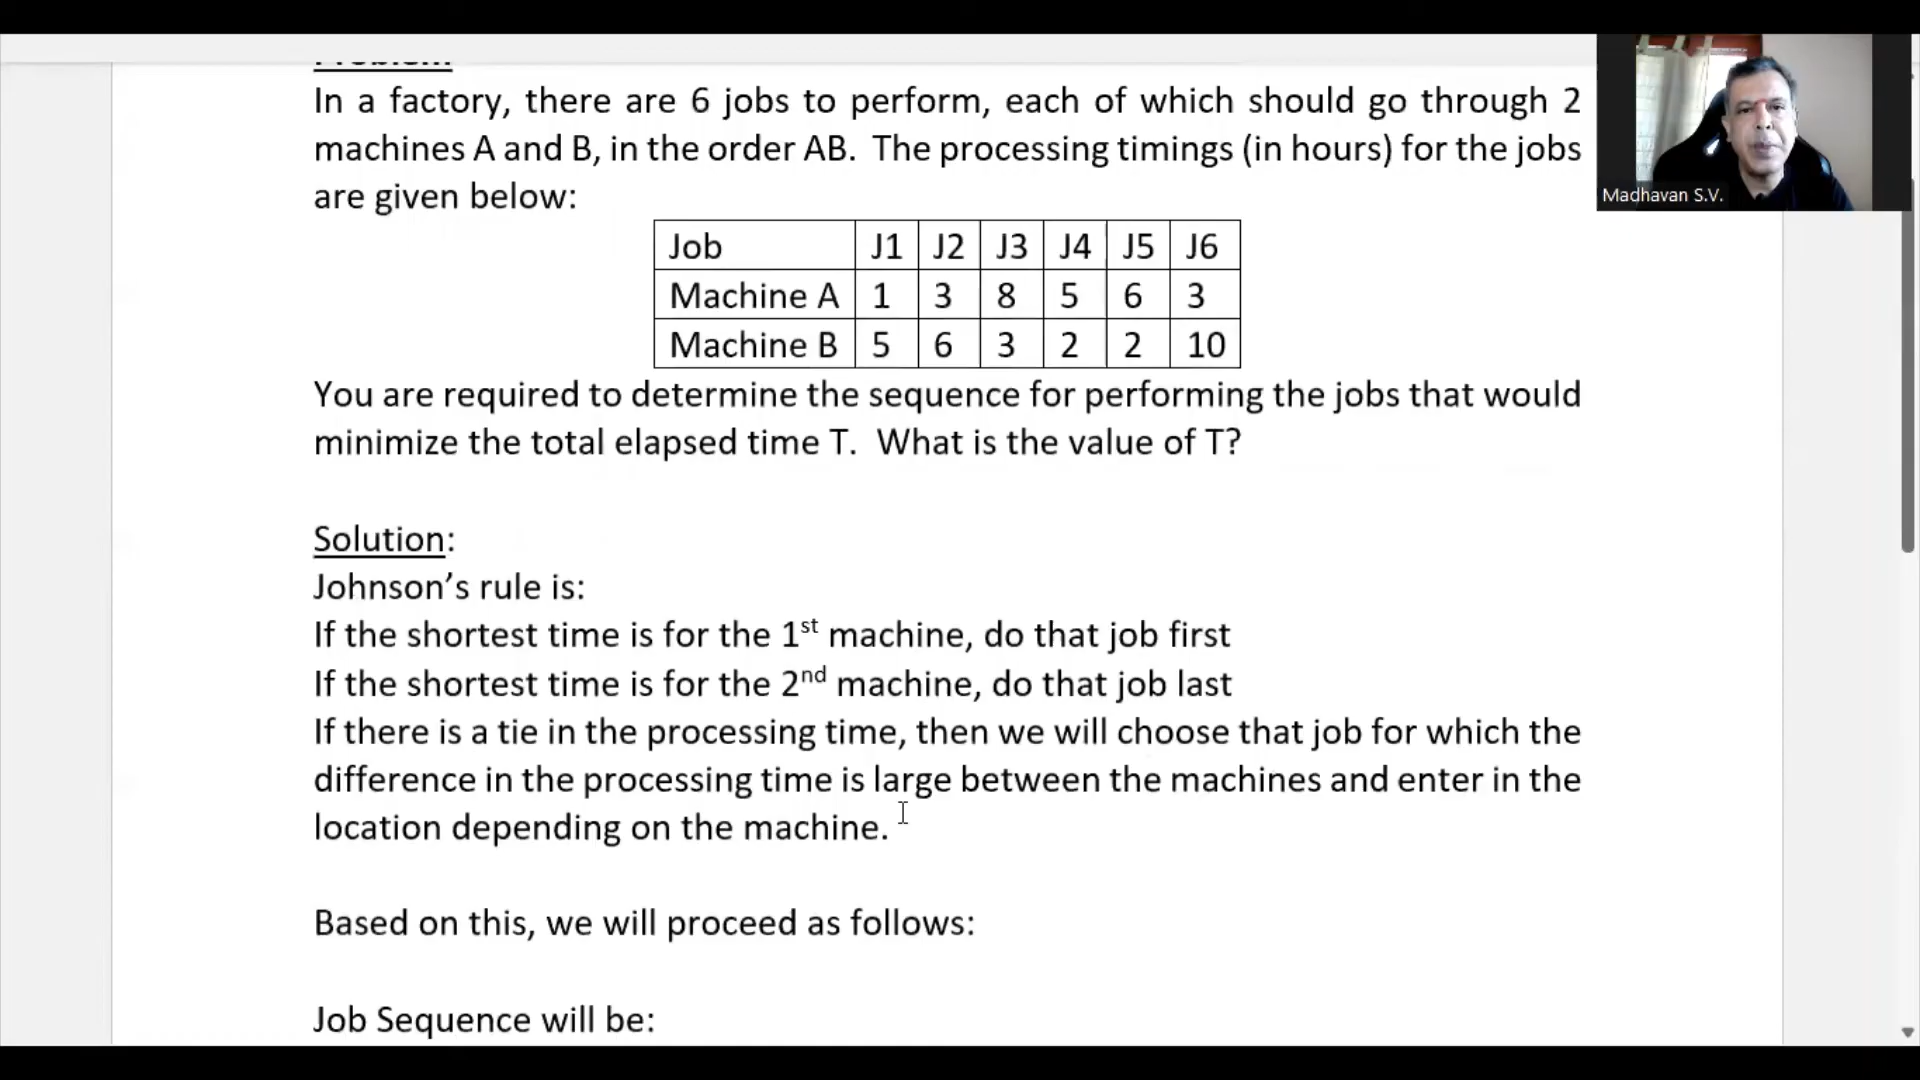 Problem
In a factory, there are 6 jobs to perform, each of which should go through 2
machines A and B, in the order AB. The processing timings (in hours) for the jobs
are given below:
Job J1 J2 J3 J4 J5 J6
Machine A 1 3 8 5 6 3
Machine B 5 6 3 2 2 10
You are required to determine the sequence for performing the jobs that would
minimize the total elapsed time T. What is the value of T?
Solution:
Johnson’s rule is:
If the shortest time is for the 1st machine, do that job first
If the shortest time is for the 2nd machine, do that job last
If there is a tie in the processing time, then we will choose that job for which the
difference in the processing time is large between the machines and enter in the
location depending on the machine.
Based on this, we will proceed as follows:
Job Sequence will be:
Madhavan S.V.